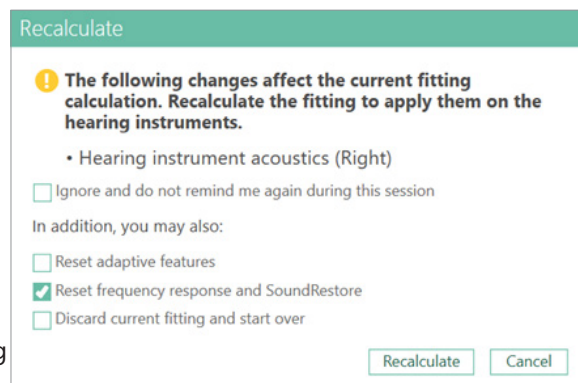 Recalculate
The following changes affect the current fitting
calculation. Recalculate the fitting to apply them on the
hearing instruments.
• Hearing instrument acoustics (Right)
Ignore and do not remind me again during this session
In addition, you may also:
Reset adaptive features
Reset frequency response and SoundRestore
Discard current fitting and start over
Recalculate Cancel